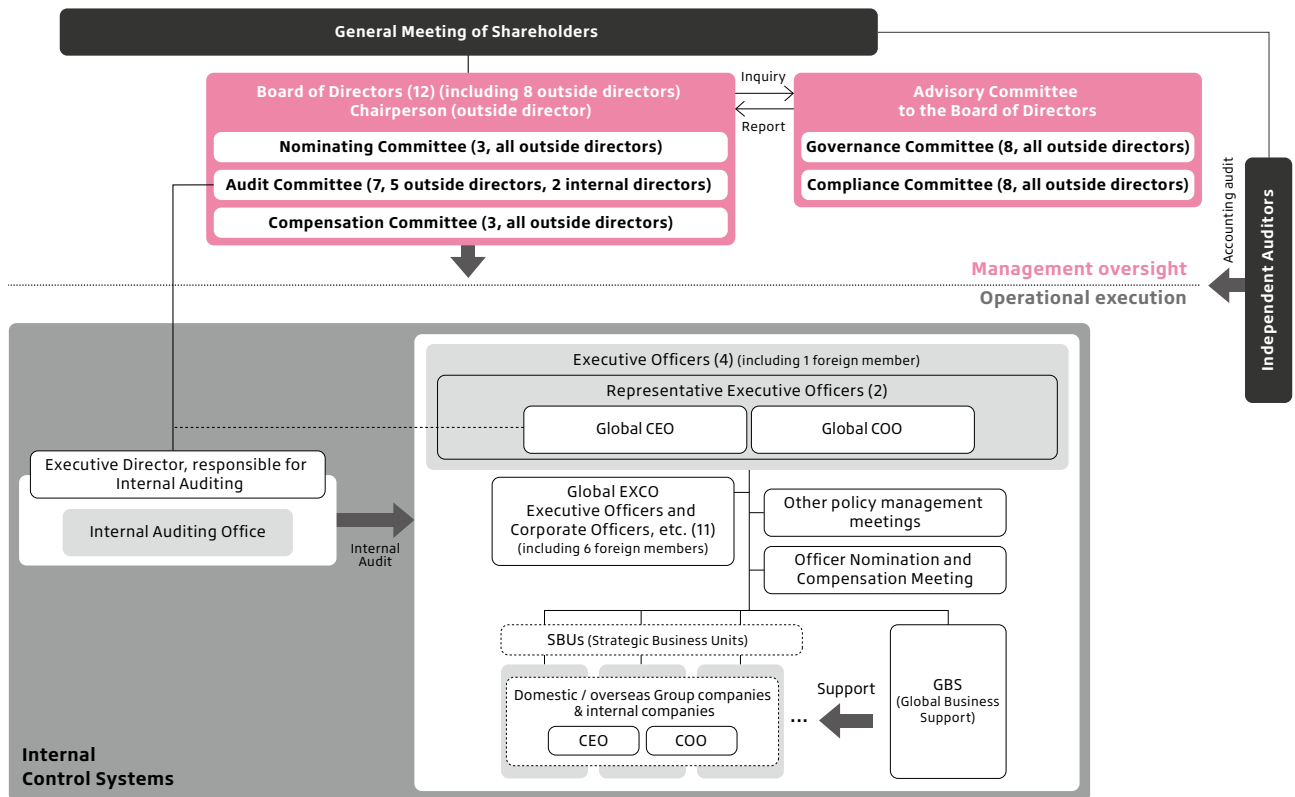 General Meeting of Shareholders
Board of Directors (12) (including 8 outside directors)
Chairperson (outside director)
Nominating Committee (3, all outside directors)
Audit Committee (7, 5 outside directors, 2 internal directors)
Compensation Committee (3, all outside directors)
Inquiry
Report
Advisory Committee
to the Board of Directors
Governance Committee (8, all outside directors)
Compliance Committee (8, all outside directors)
Accounting audit
Independent Auditors
Management oversight
Operational execution
Executive Officers (4) (including 1 foreign member)
Representative Executive Officers (2)
Global CEO
Global COO
Executive Director, responsible for
Internal Auditing
Internal Auditing Office
Internal
Audit
Global EXCO
Executive Officers and
Corporate Officers, etc. (11)
(including 6 foreign members)
Other policy management
meetings
Officer Nomination and
Compensation Meeting
SBUs (Strategic Business Units)
Domestic / overseas Group companies
& internal companies
CEO
COO
...
Support
GBS
(Global Business
Support)
Internal
Control Systems